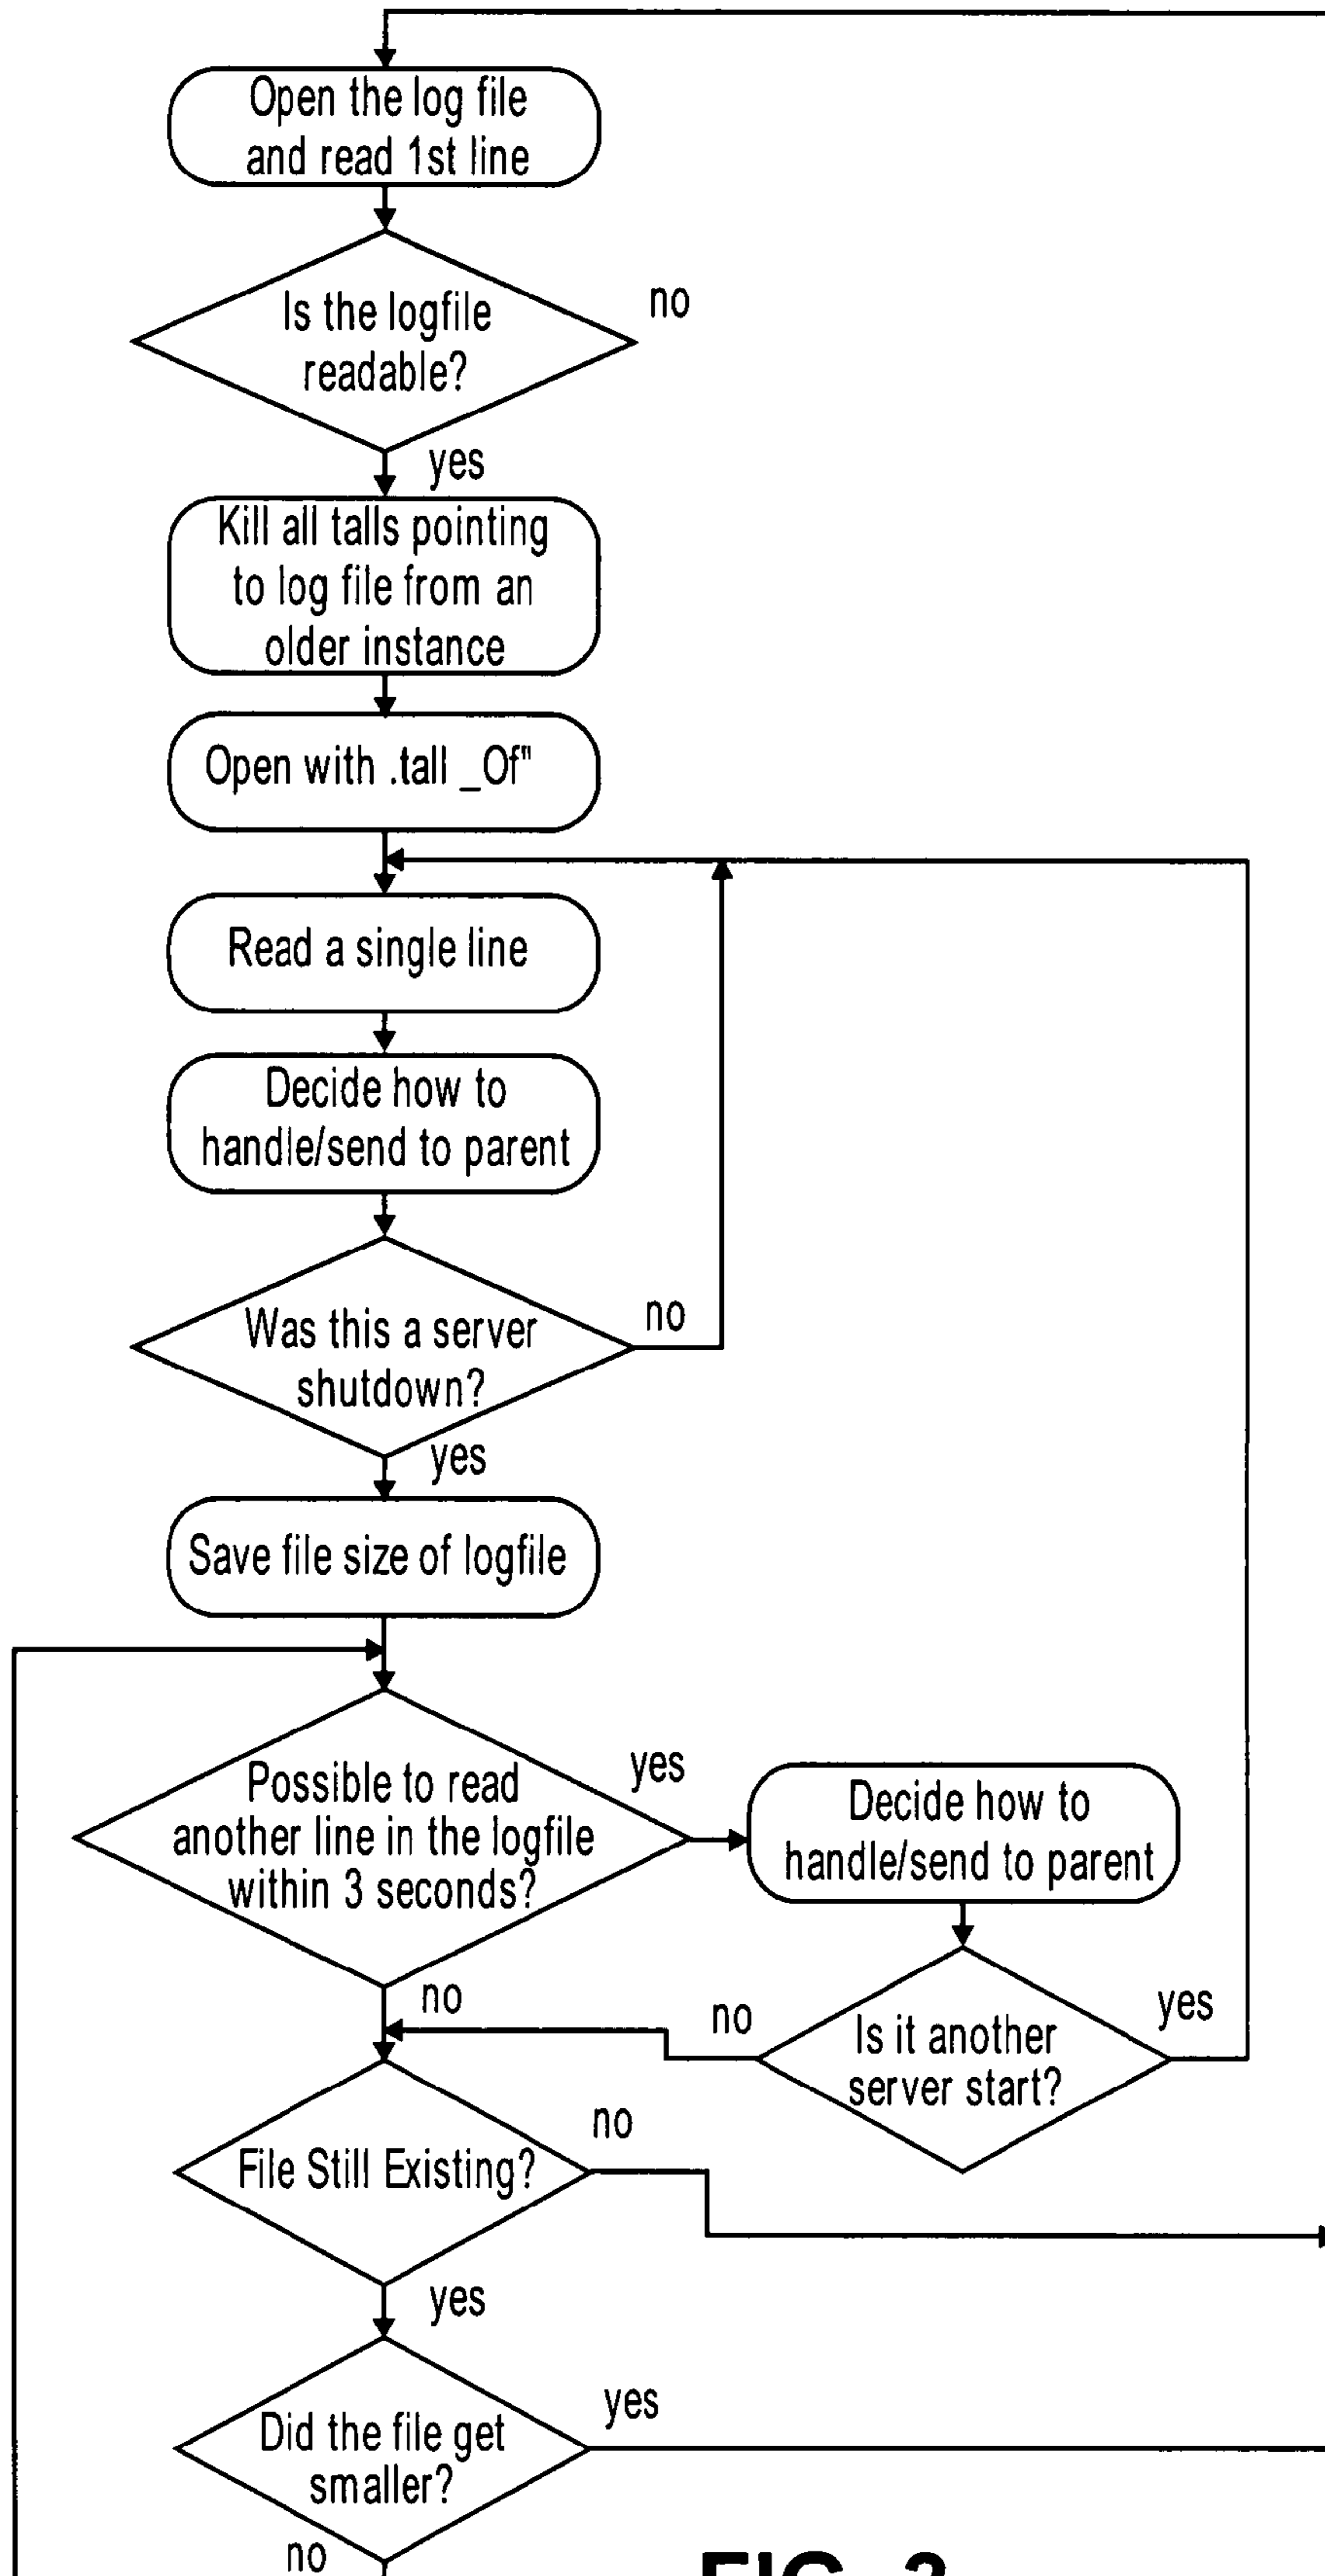 Open the log file
and read 1st line
Is the logfile
readable?
no
yes
Kill all talls pointing
to log file from an
older instance
Open with .tall _Of"
Read a single line
Decide how to
handle/send to parent
Was this a server
shutdown?
no
yes
Save file size of logfile
Possible to read
another line in the logfile
within 3 seconds?
yes
Decide how to
handle/send to parent
no
Is it another
server start?
no
yes
File Still Existing?
no
yes
Did the file get
smaller?
yes
no
FIG.